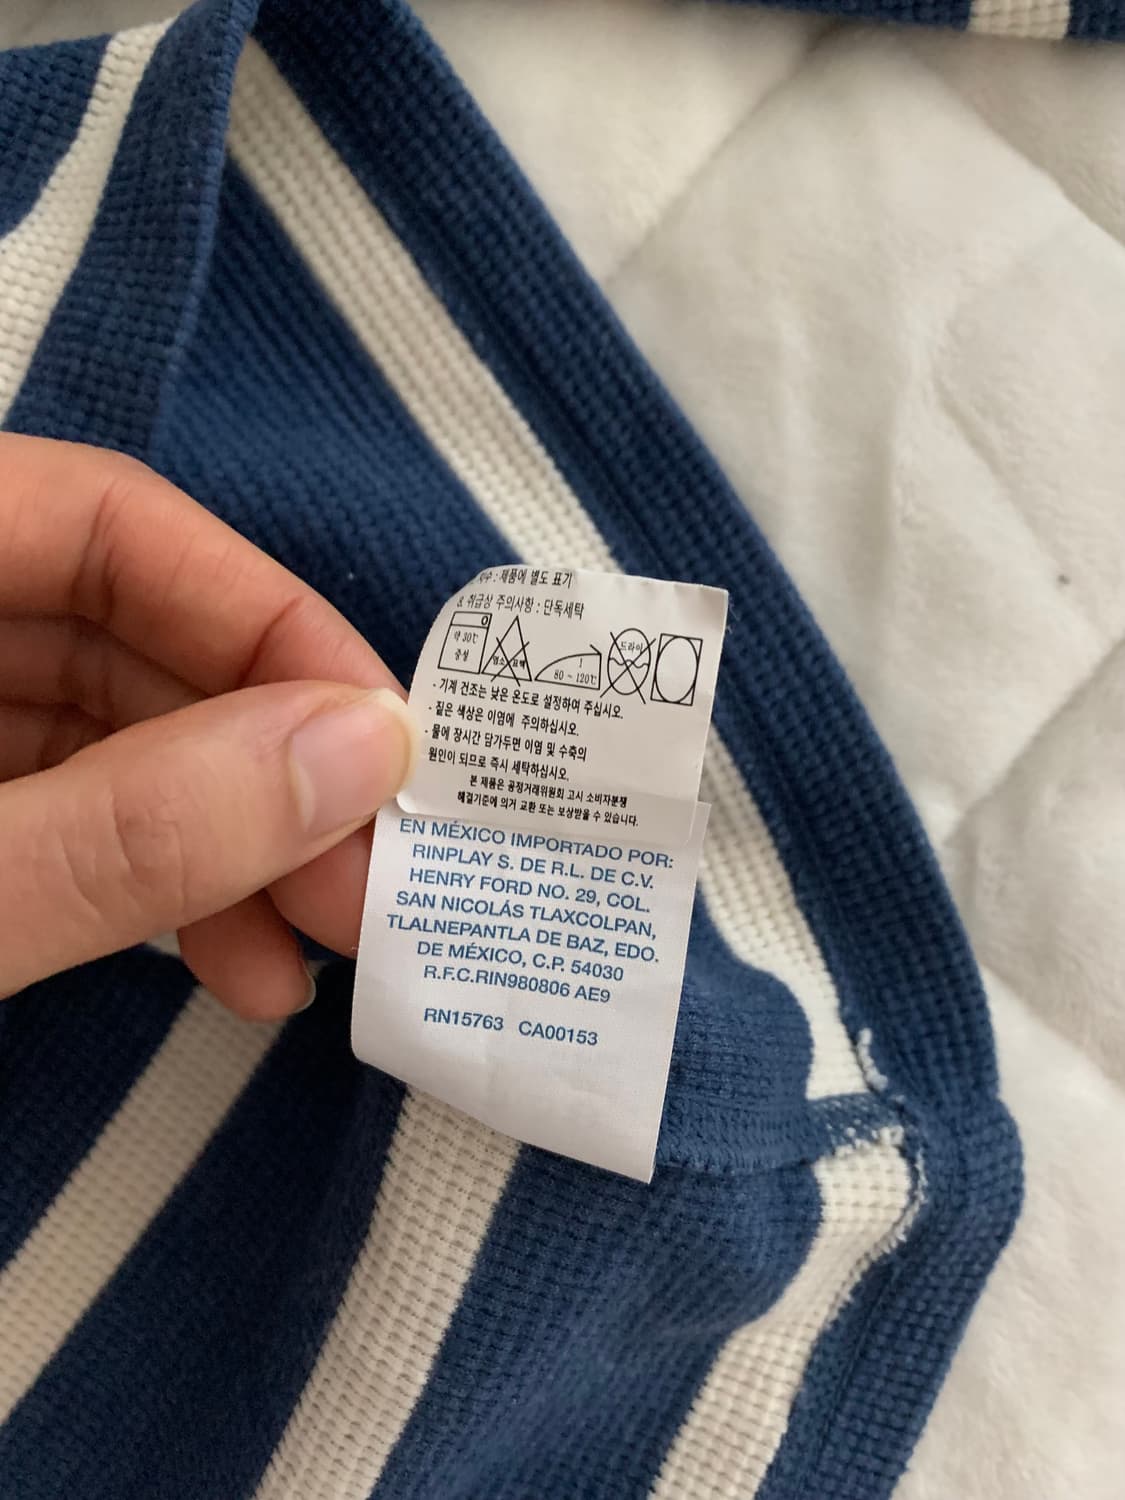 치수 : 제품에 별도 표기
8. 취급상 주의사항 : 단독세탁
약 30℃
중성
염소 표백
1
80 ~ 120℃
드라이
- 기계 건조는 낮은 온도로 설정하여 주십시오.
- 짙은 색상은 이염에 주의하십시오.
- 물에 장시간 담가두면 이염 및 수축의
원인이 되므로 즉시 세탁하십시오.
본 제품은 공정거래위원회 고시 소비자분쟁
해결기준에 의거 교환 또는 보상받을 수 있습니다.
EN MÉXICO IMPORTADO POR:
RINPLAY S. DE R.L. DE C.V.
HENRY FORD NO. 29, COL.
SAN NICOLÁS TLAXCOLPAN,
TLALNEPANTLA DE BAZ, EDO.
DE MÉXICO, C.P. 54030
R.F.C.RIN980806 AE9
RN15763 CA00153